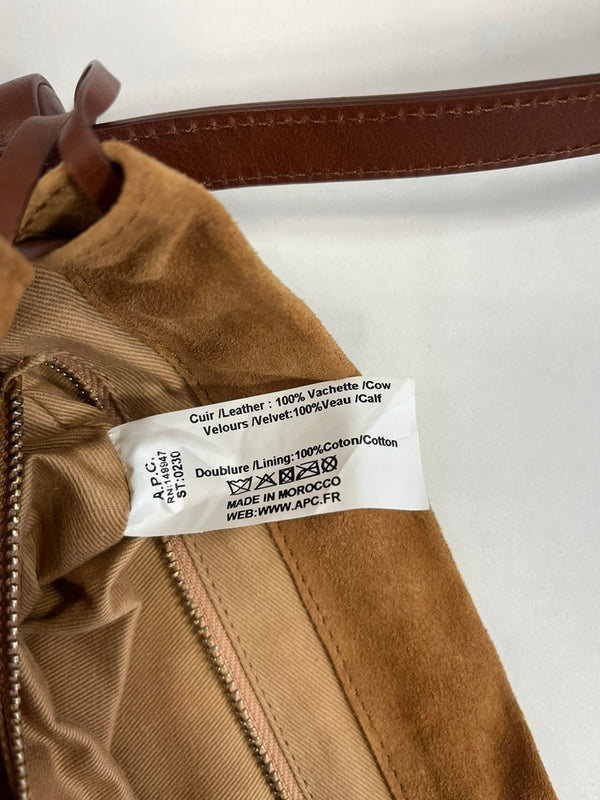 Cuir /Leather : 100% Vachette /Cow
Velours /Velvet:100%Veau /Calf
Doublure /Lining:100%Coton/Cotton
MADE IN MOROCCO
WEB:WWW.APC.FR
A.P.C.
RN:149947
ST:0230